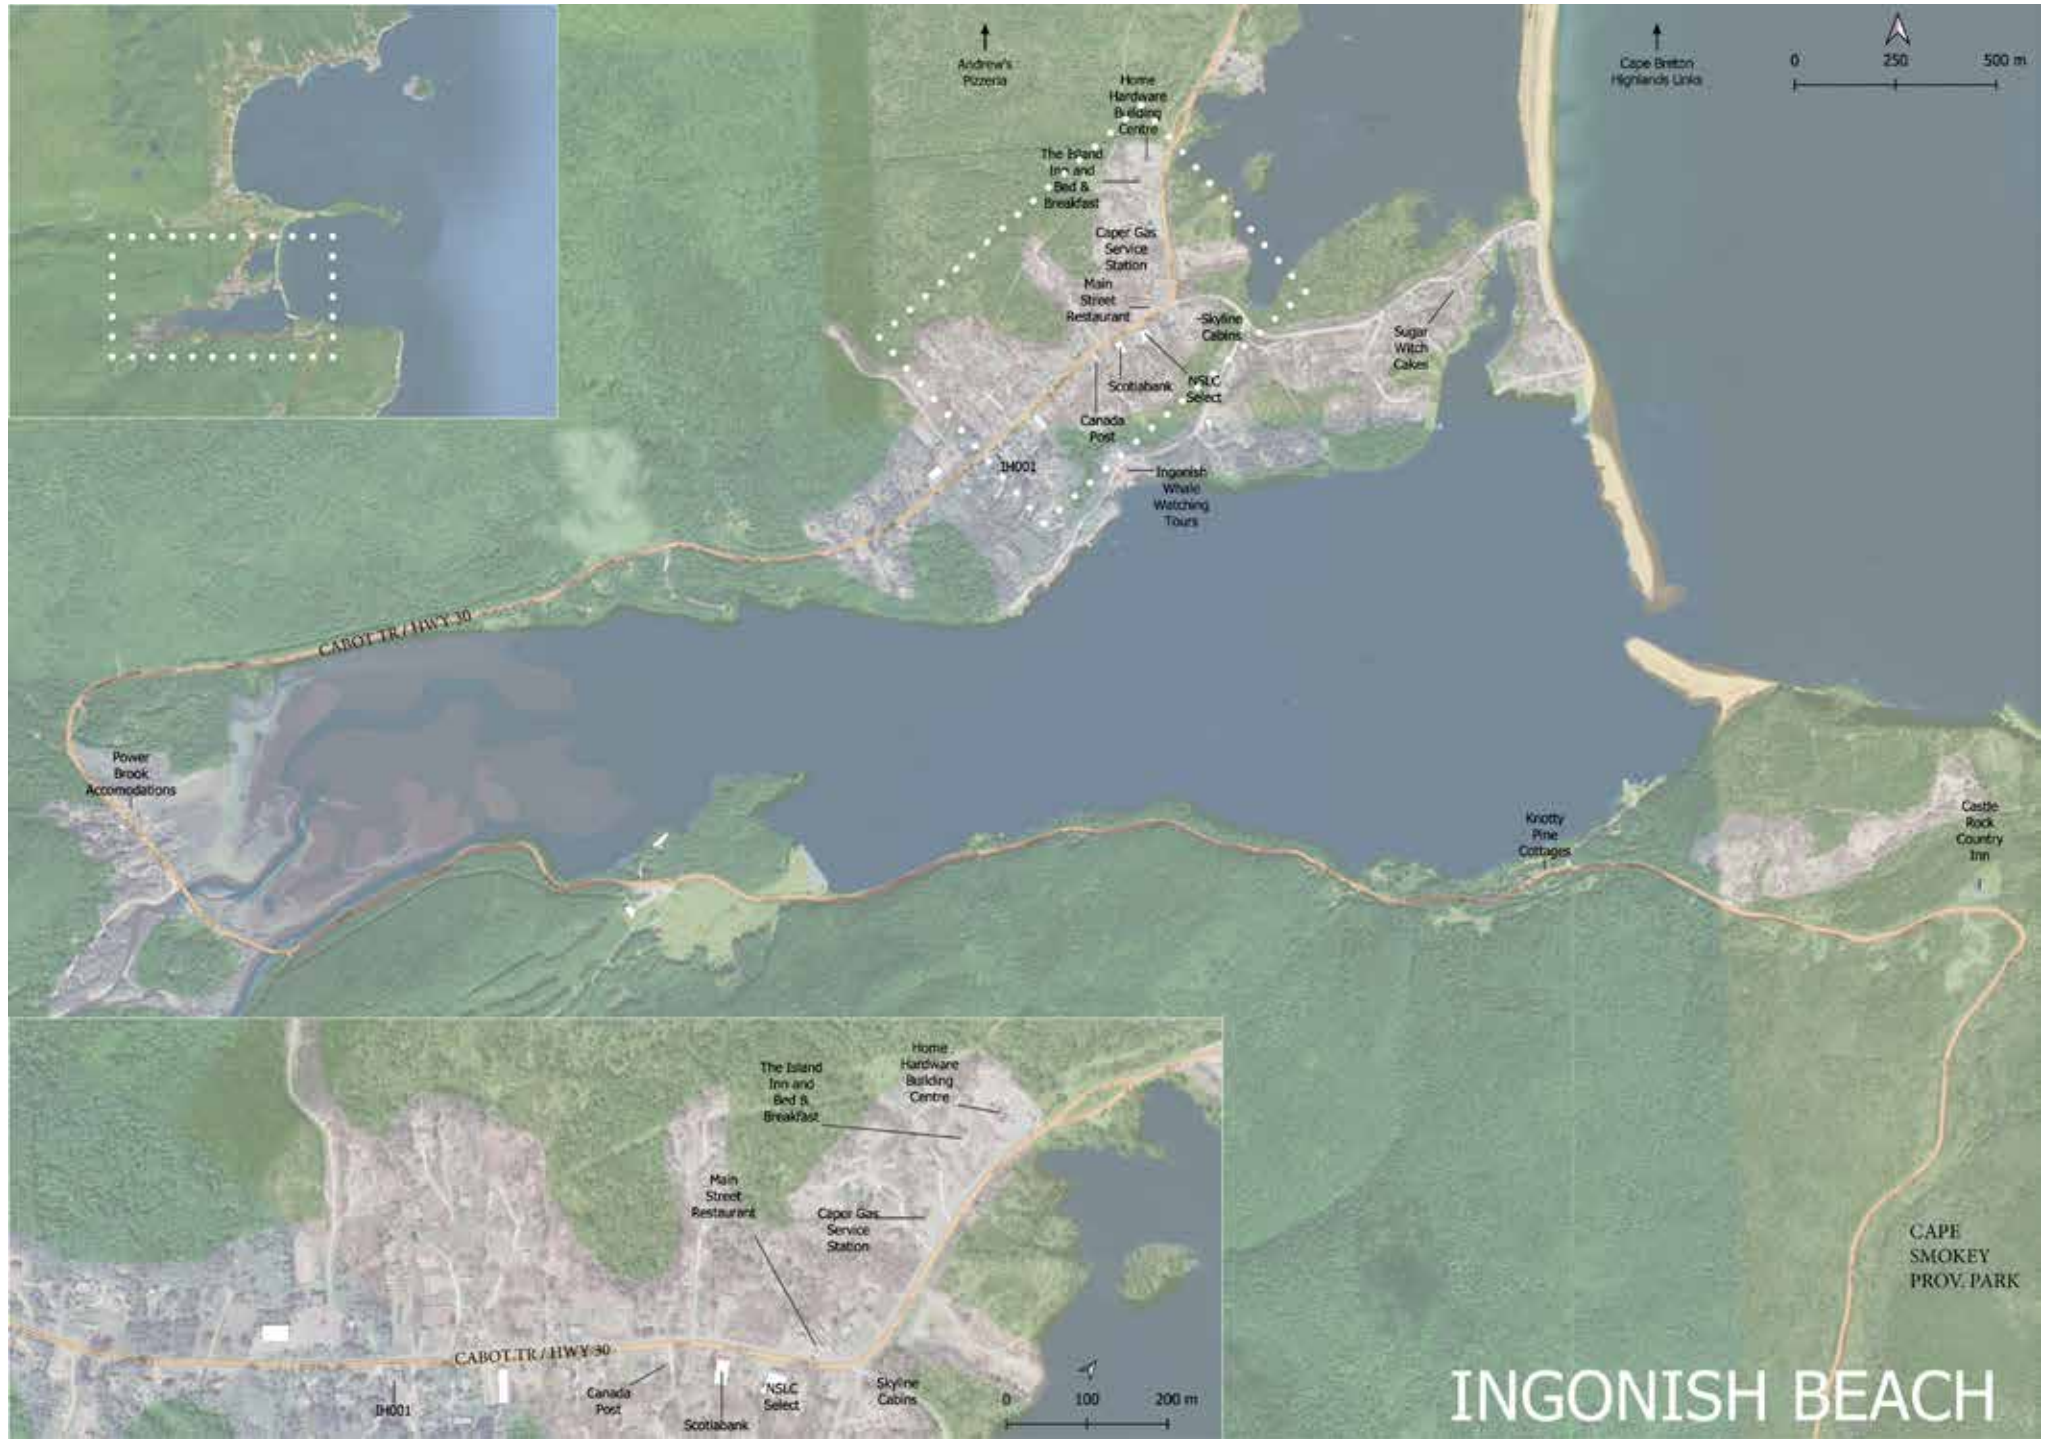 Andrew's
Pizzeria
Cape Breton
Highlands Links
0 250 500 m
Home
Hardware
Building
Centre
The Island
Inn and
Bed &
Breakfast
Caper Gas
Service
Station
Main
Street
Restaurant
-Skyline
Cabins
Sugar
Witch
Cakes
Scotiabank
NSLC
Select
Canada
Post
IH001
Ingonish
Whale
Watching
Tours
CABOT TR / HWY 30
Power
Brook
Accomodations
Knotty
Pine
Cottages
Castle
Rock
Country
Inn
CAPE
SMOKEY
PROV. PARK
Home
Hardware
Building
Centre
The Island
Inn and
Bed &
Breakfast
Main
Street
Restaurant
Caper Gas
Service
Station
CABOT TR / HWY 30
IH001
Canada
Post
Scotiabank
NSLC
Select
Skyline
Cabins
0 100 200 m
INGONISH BEACH